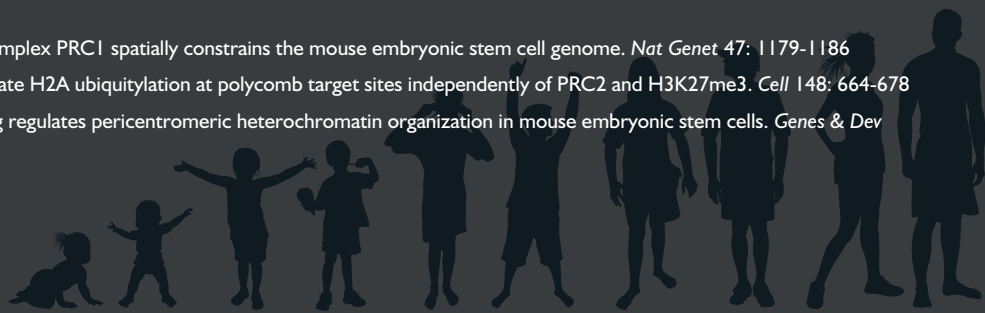 mplex PRC1 spatially constrains the mouse embryonic stem cell genome. Nat Genet 47: 1179-1186
ate H2A ubiquitylation at polycomb target sites independently of PRC2 and H3K27me3. Cell 148: 664-678
g regulates pericentromeric heterochromatin organization in mouse embryonic stem cells. Genes & Dev